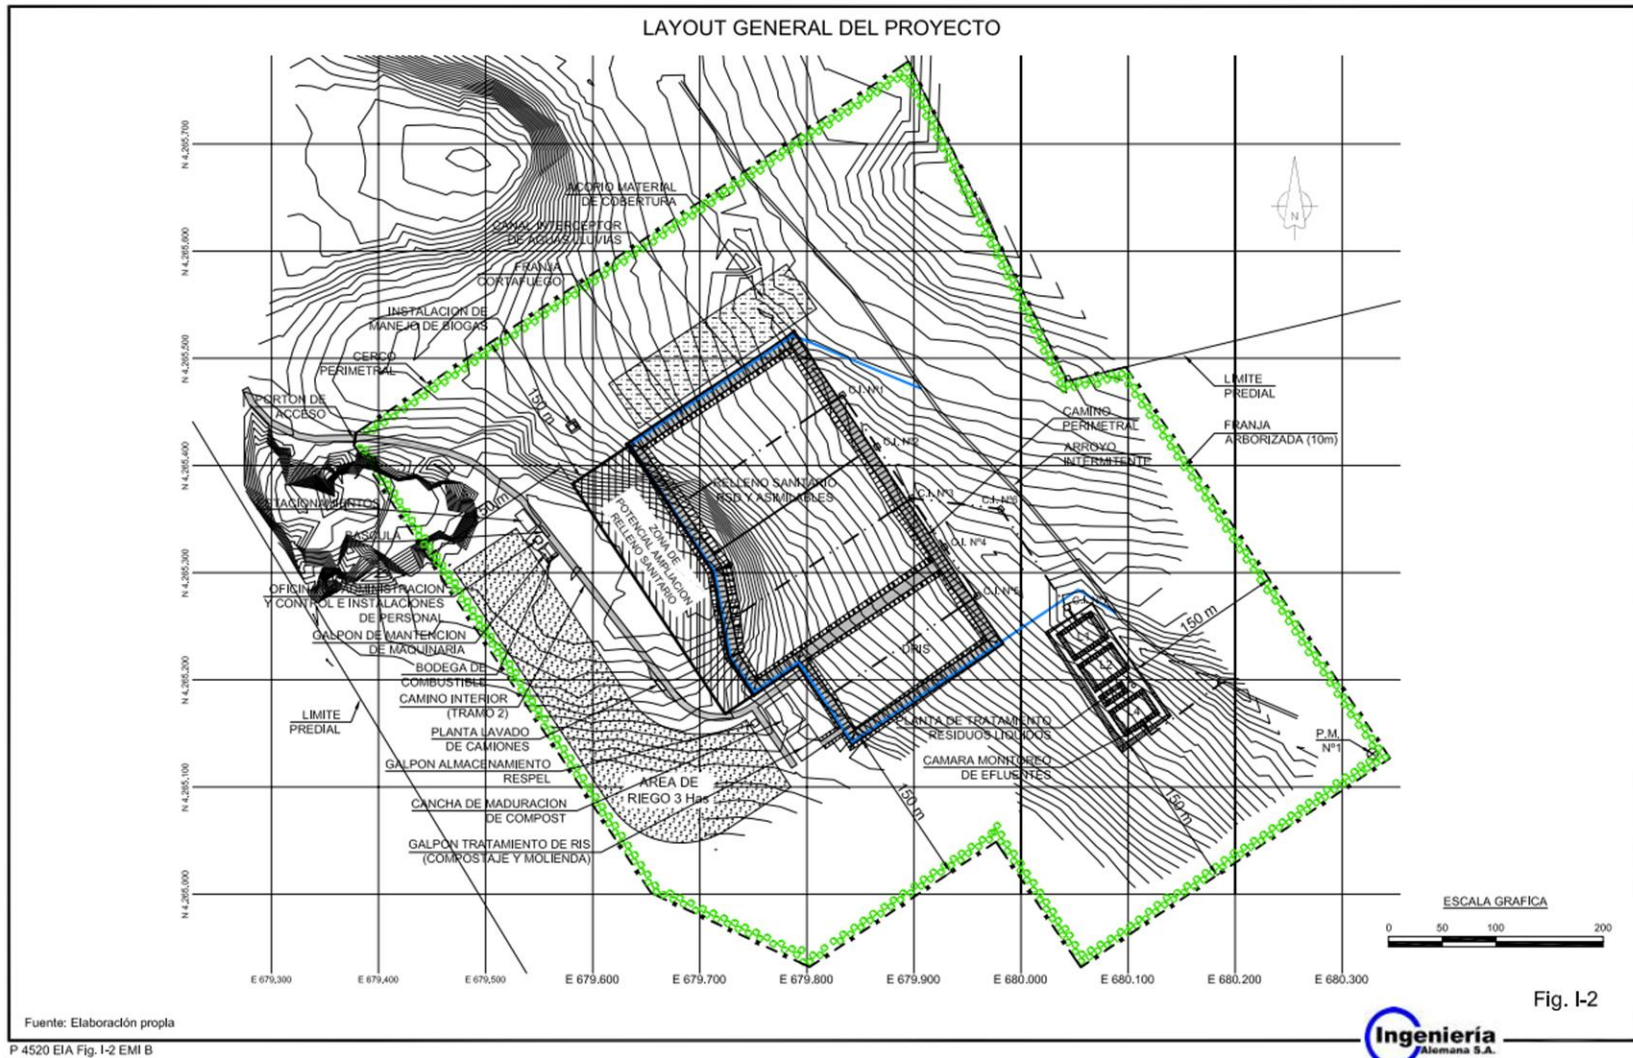 LAYOUT GENERAL DEL PROYECTO
N 4,265,700
N 4,265,600
N 4,265,500
N 4,265,400
N 4,265,300
N 4,265,200
N 4,265,100
N 4,265,000
ACOPIO MATERIAL
DE COBERTURA
CANAL INTERCEPTOR
DE AGUAS LLUVIAS
FRANJA
CORTAFUEGO
INSTALACION DE
MANEJO DE BIOGAS
CERCO
PERIMETRAL
PORTON DE
ACCESO
ESTACIONAMIENTOS
BASCULA
OFICINA DE ADMINISTRACION
Y CONTROL E INSTALACIONES
DE PERSONAL
GALPON DE MANTENCION
DE MAQUINARIA
BODEGA DE
COMBUSTIBLE
CAMINO INTERIOR
(TRAMO 2)
PLANTA LAVADO
DE CAMIONES
GALPON ALMACENAMIENTO
RESPEL
CANCHA DE MADURACION
DE COMPOST
GALPON TRATAMIENTO DE RIS
(COMPOSTAJE Y MOLIENDA)
LIMITE
PREDIAL
150 m
150 m
ZONA DE
POTENCIAL AMPLIACION
RELLENO SANITARIO
RELLENO SANITARIO
RSD Y ASIMILABLES
C.I. Nº1
C.I. Nº2
C.I. Nº3
C.I. Nº4
C.I. Nº5
C.I. Nº6
DRIS
AREA DE
RIEGO 3 Has
CAMINO
PERIMETRAL
ARROYO
INTERMITENTE
LIMITE
PREDIAL
FRANJA
ARBORIZADA (10m)
L1
L2
L4
PLANTA DE TRATAMIENTO
RESIDUOS LIQUIDOS
CAMARA MONITOREO
DE EFLUENTES
150 m
150 m
150 m
P.M.
Nº1
N
ESCALA GRAFICA
0 50 100 200
E 679,300 E 679,400 E 679,500 E 679.600 E 679.700 E 679.800 E 679.900 E 680.000 E 680.100 E 680.200 E 680.300
Fig. I-2
Fuente: Elaboración propia
Ingeniería
Alemana S.A.
P 4520 EIA Fig. I-2 EMI B